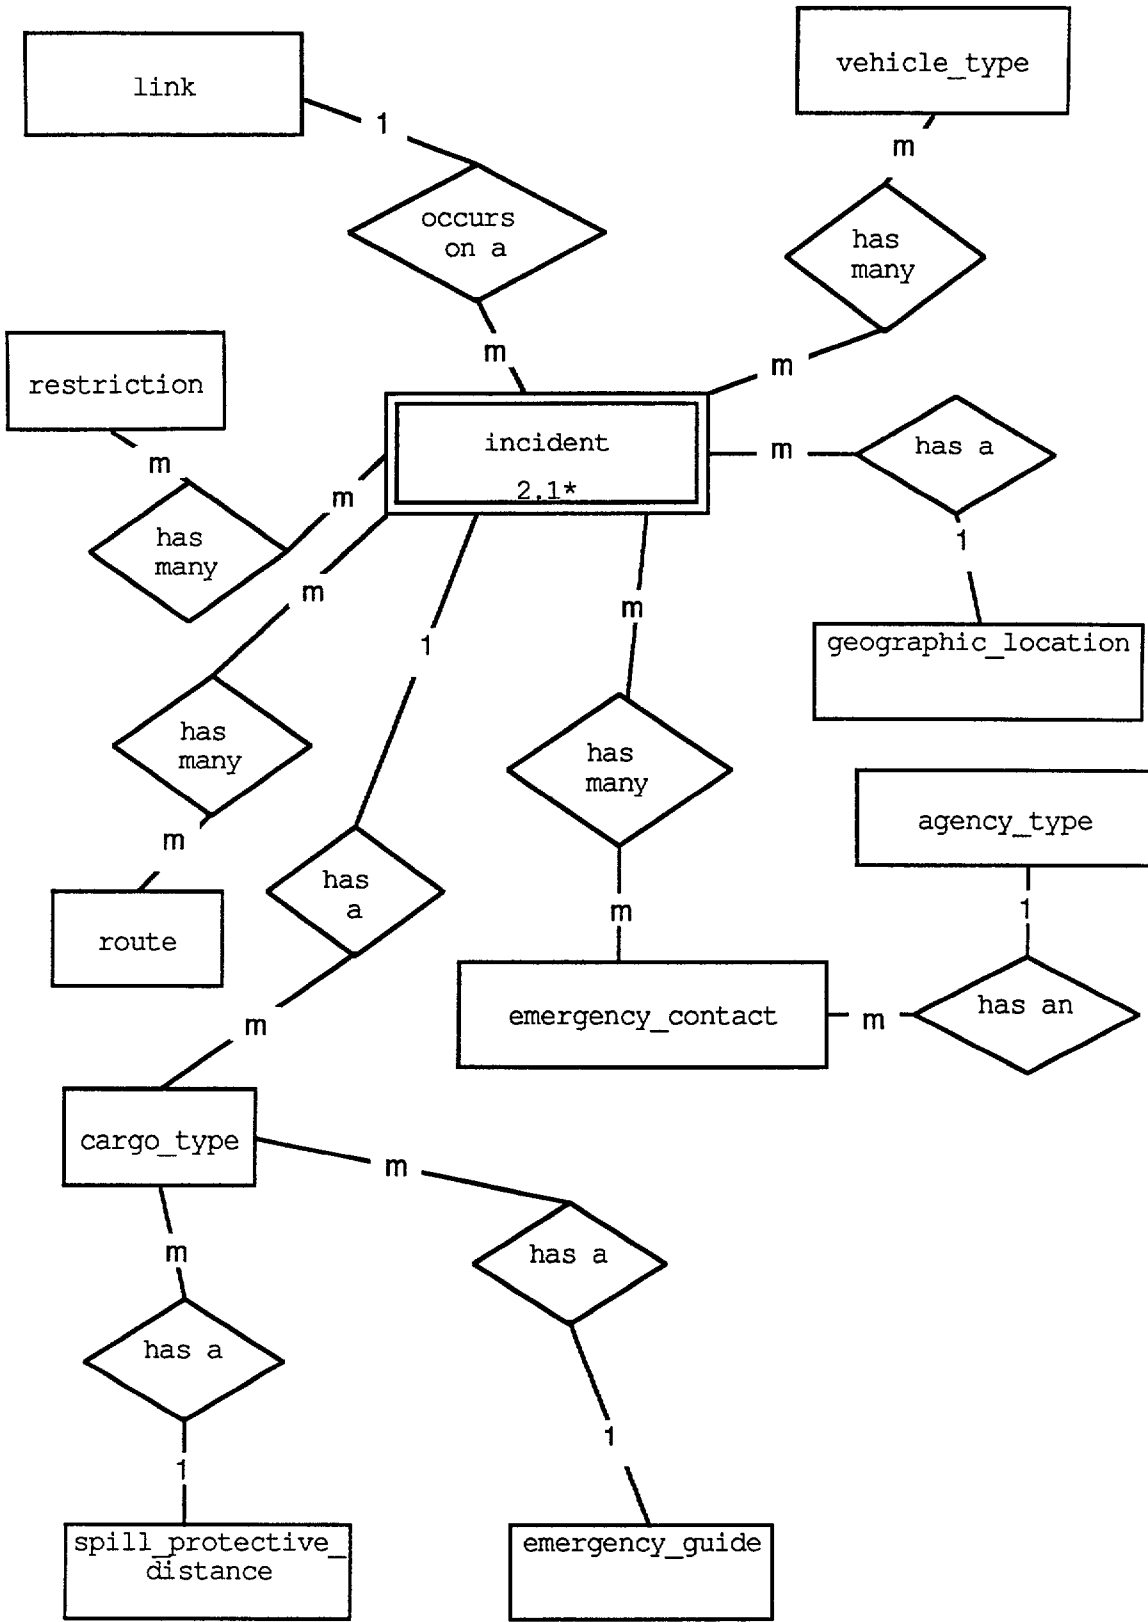 link
vehicle_type
1
m
occurs
on a
has
many
m
m
restriction
incident
2.1*
m
has a
m
m
has
many
1
m
m
1
geographic_location
has
many
has
many
agency_type
m
has
a
1
route
m
emergency_contact
m
has an
m
cargo_type
m
m
has a
has a
1
1
spill_protective_
distance
emergency_guide